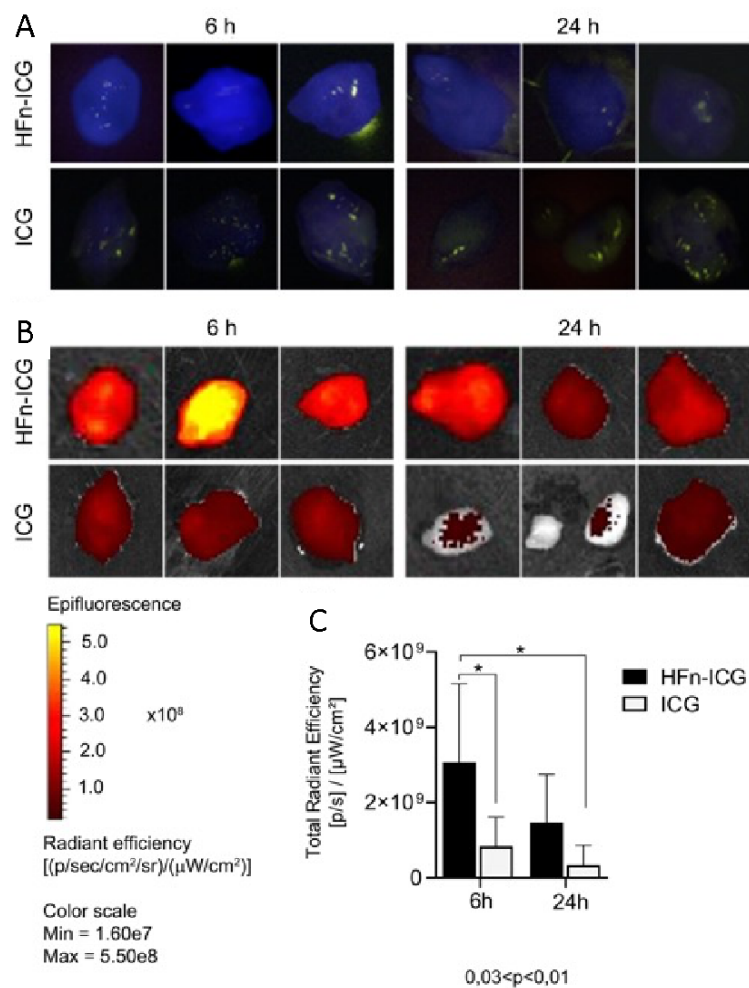 A
6 h
24 h
HFn-ICG
ICG
B
6 h
24 h
HFn-ICG
ICG
Epifluorescence
5.0
4.0
3.0
2.0
1.0
x10⁸
Radiant efficiency
[(p/sec/cm²/sr)/(μW/cm²)]
Color scale
Min = 1.60e7
Max = 5.50e8
C
Total Radiant Efficiency
[p/s] / [μW/cm²]
6×10⁹
4×10⁹
2×10⁹
0
*
*
HFn-ICG
ICG
6h
24h
0,03<p<0,01